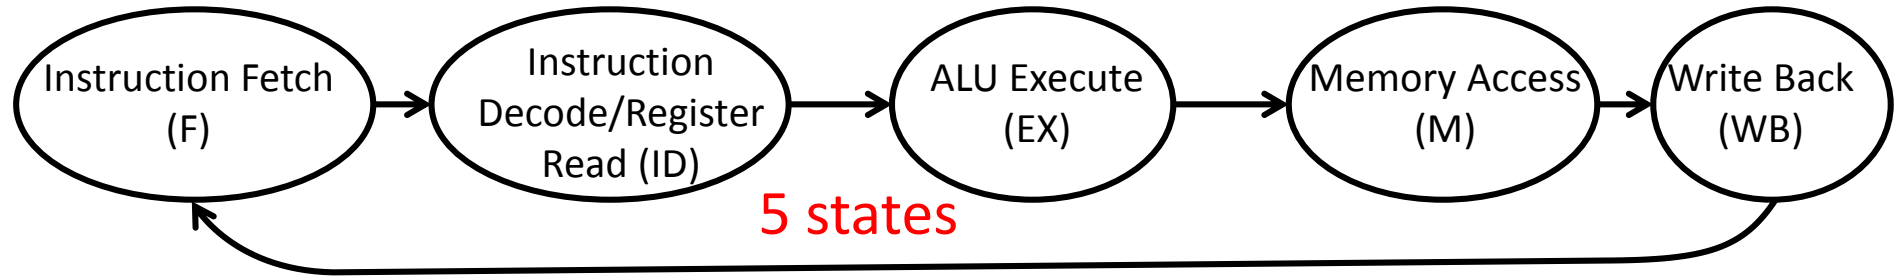 Instruction Fetch
(F)
Instruction
Decode/Register
Read (ID)
ALU Execute
(EX)
Memory Access
(M)
Write Back
(WB)
5 states